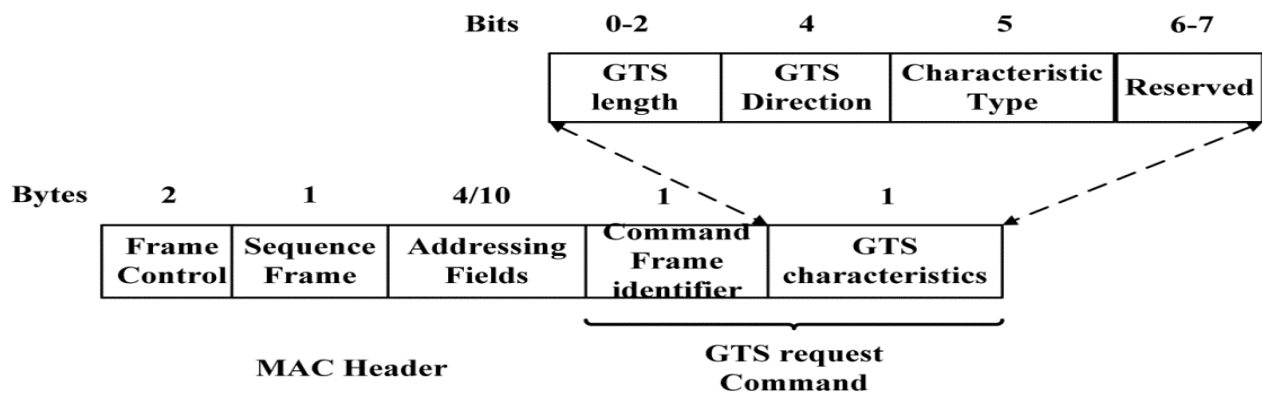 Bits 0-2 4 5 6-7
GTS length GTS Direction Characteristic Type Reserved
Bytes 2 1 4/10 1 1
Frame Control Sequence Frame Addressing Fields Command Frame identifier GTS characteristics
MAC Header
GTS request
Command